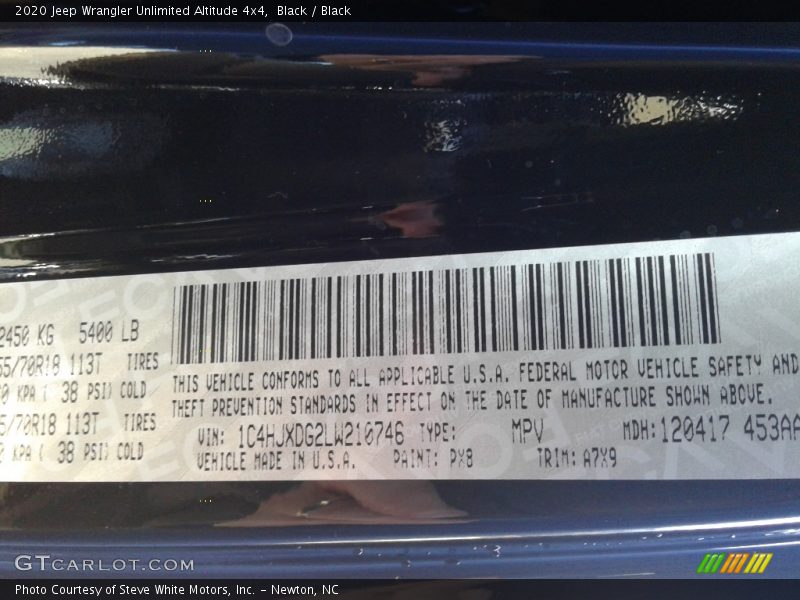 2020 Jeep Wrangler Unlimited Altitude 4x4, Black / Black
2450 KG 5400 LB
55/70R18 113T TIRES
0 KPA ( 38 PSI) COLD
5/70R18 113T TIRES
KPA ( 38 PSI) COLD
THIS VEHICLE CONFORMS TO ALL APPLICABLE U.S.A. FEDERAL MOTOR VEHICLE SAFETY AND
THEFT PREVENTION STANDARDS IN EFFECT ON THE DATE OF MANUFACTURE SHOWN ABOVE.
VIN: 1C4HJXDG2LW210746 TYPE: MPV MDH: 120417 453AA
VEHICLE MADE IN U.S.A. PAINT: PX8 TRIM: A7X9
GTCARLOT.COM
Photo Courtesy of Steve White Motors, Inc. – Newton, NC